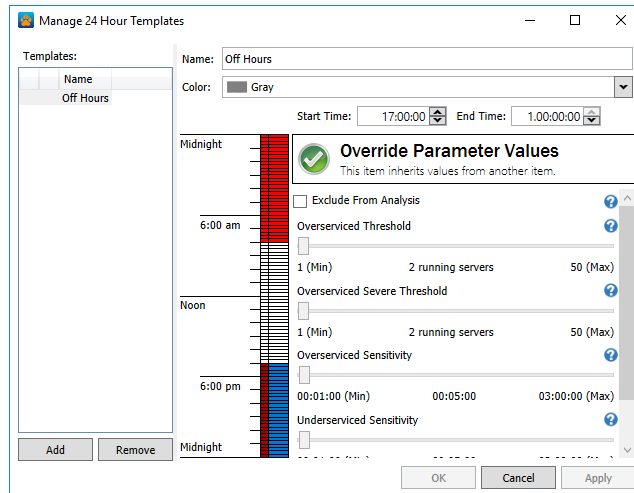 Manage 24 Hour Templates
Templates:
Name
Off Hours
Add
Remove
Name: Off Hours
Color: Gray
Start Time: 17:00:00 End Time: 1.00:00:00
Midnight
6:00 am
Noon
6:00 pm
Midnight
Override Parameter Values
This item inherits values from another item.
Exclude From Analysis
Overserviced Threshold
1 (Min) 2 running servers 50 (Max)
Overserviced Severe Threshold
1 (Min) 2 running servers 50 (Max)
Overserviced Sensitivity
00:01:00 (Min) 00:05:00 03:00:00 (Max)
Underserviced Sensitivity
OK Cancel Apply